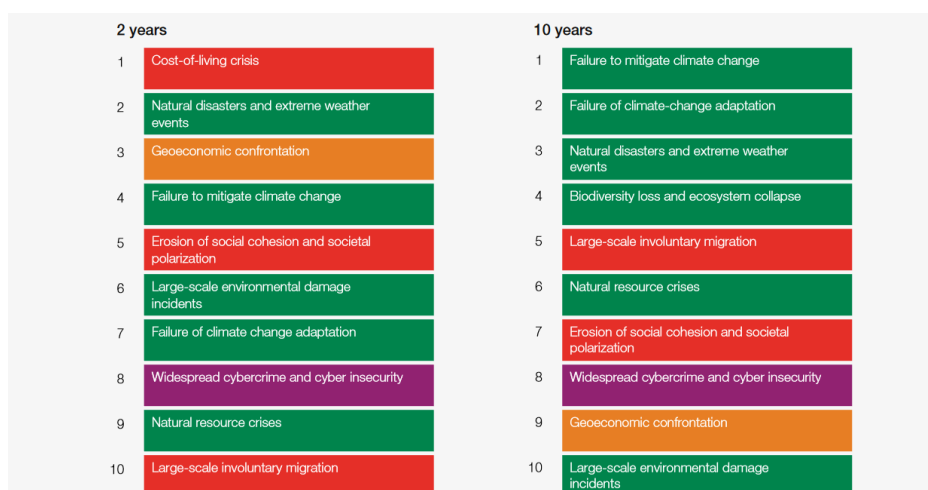 2 years
1 Cost-of-living crisis
2 Natural disasters and extreme weather
events
3 Geoeconomic confrontation
4 Failure to mitigate climate change
5 Erosion of social cohesion and societal
polarization
6 Large-scale environmental damage
incidents
7 Failure of climate change adaptation
8 Widespread cybercrime and cyber insecurity
9 Natural resource crises
10 Large-scale involuntary migration
10 years
1 Failure to mitigate climate change
2 Failure of climate-change adaptation
3 Natural disasters and extreme weather
events
4 Biodiversity loss and ecosystem collapse
5 Large-scale involuntary migration
6 Natural resource crises
7 Erosion of social cohesion and societal
polarization
8 Widespread cybercrime and cyber insecurity
9 Geoeconomic confrontation
10 Large-scale environmental damage
incidents